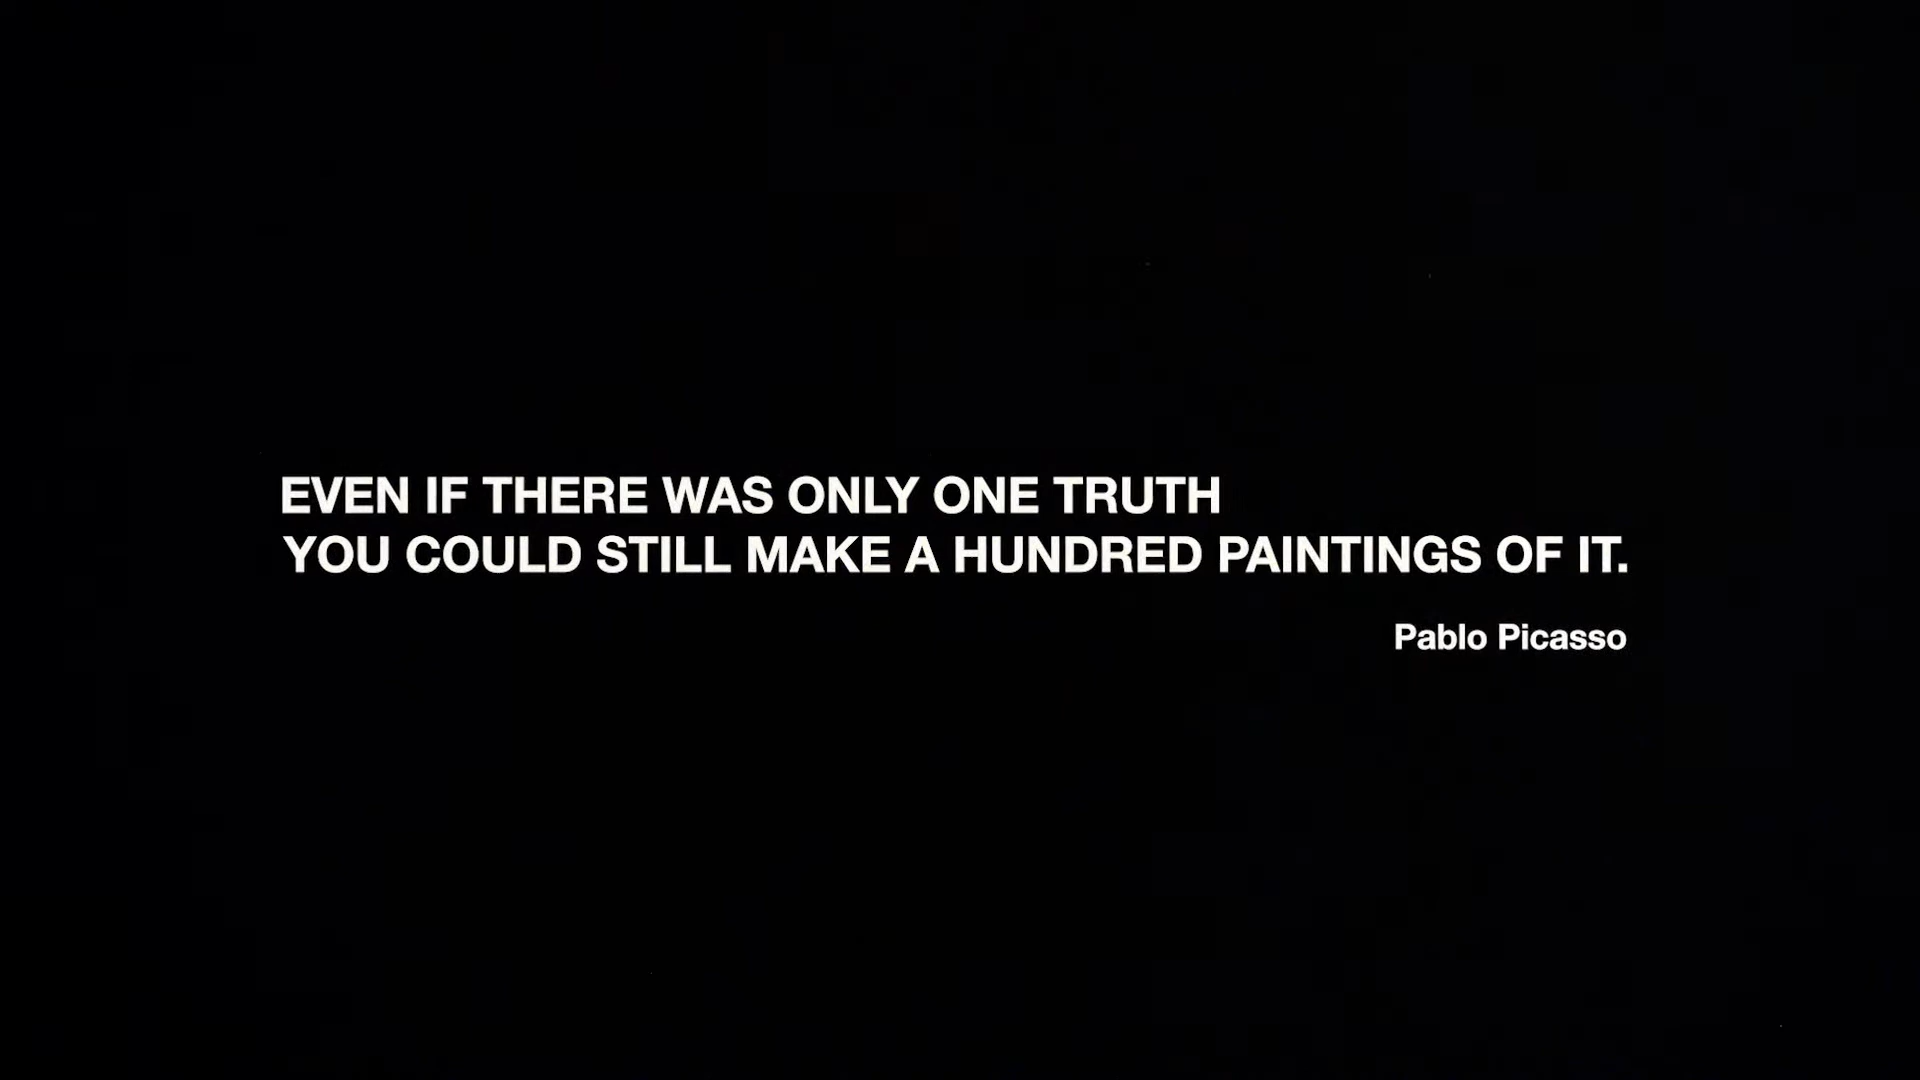 EVEN IF THERE WAS ONLY ONE TRUTH
YOU COULD STILL MAKE A HUNDRED PAINTINGS OF IT.
Pablo Picasso